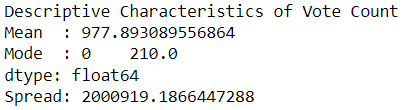 Descriptive Characteristics of Vote Count
Mean  : 977.893089556864
Mode  : 0    210.0
dtype: float64
Spread: 2000919.1866447288